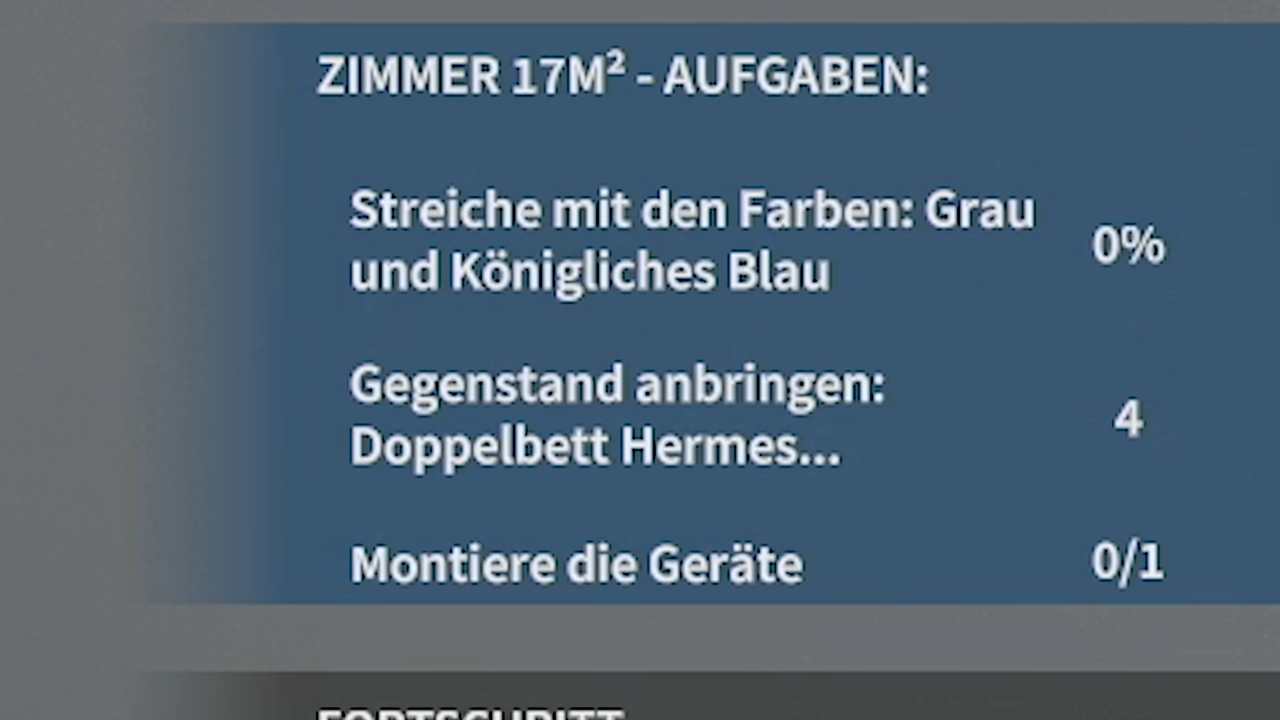 ZIMMER 17M² - AUFGABEN:
Streiche mit den Farben: Grau
und Königliches Blau
0%
Gegenstand anbringen:
Doppelbett Hermes...
4
Montiere die Geräte
0/1
FORTSCHRITT